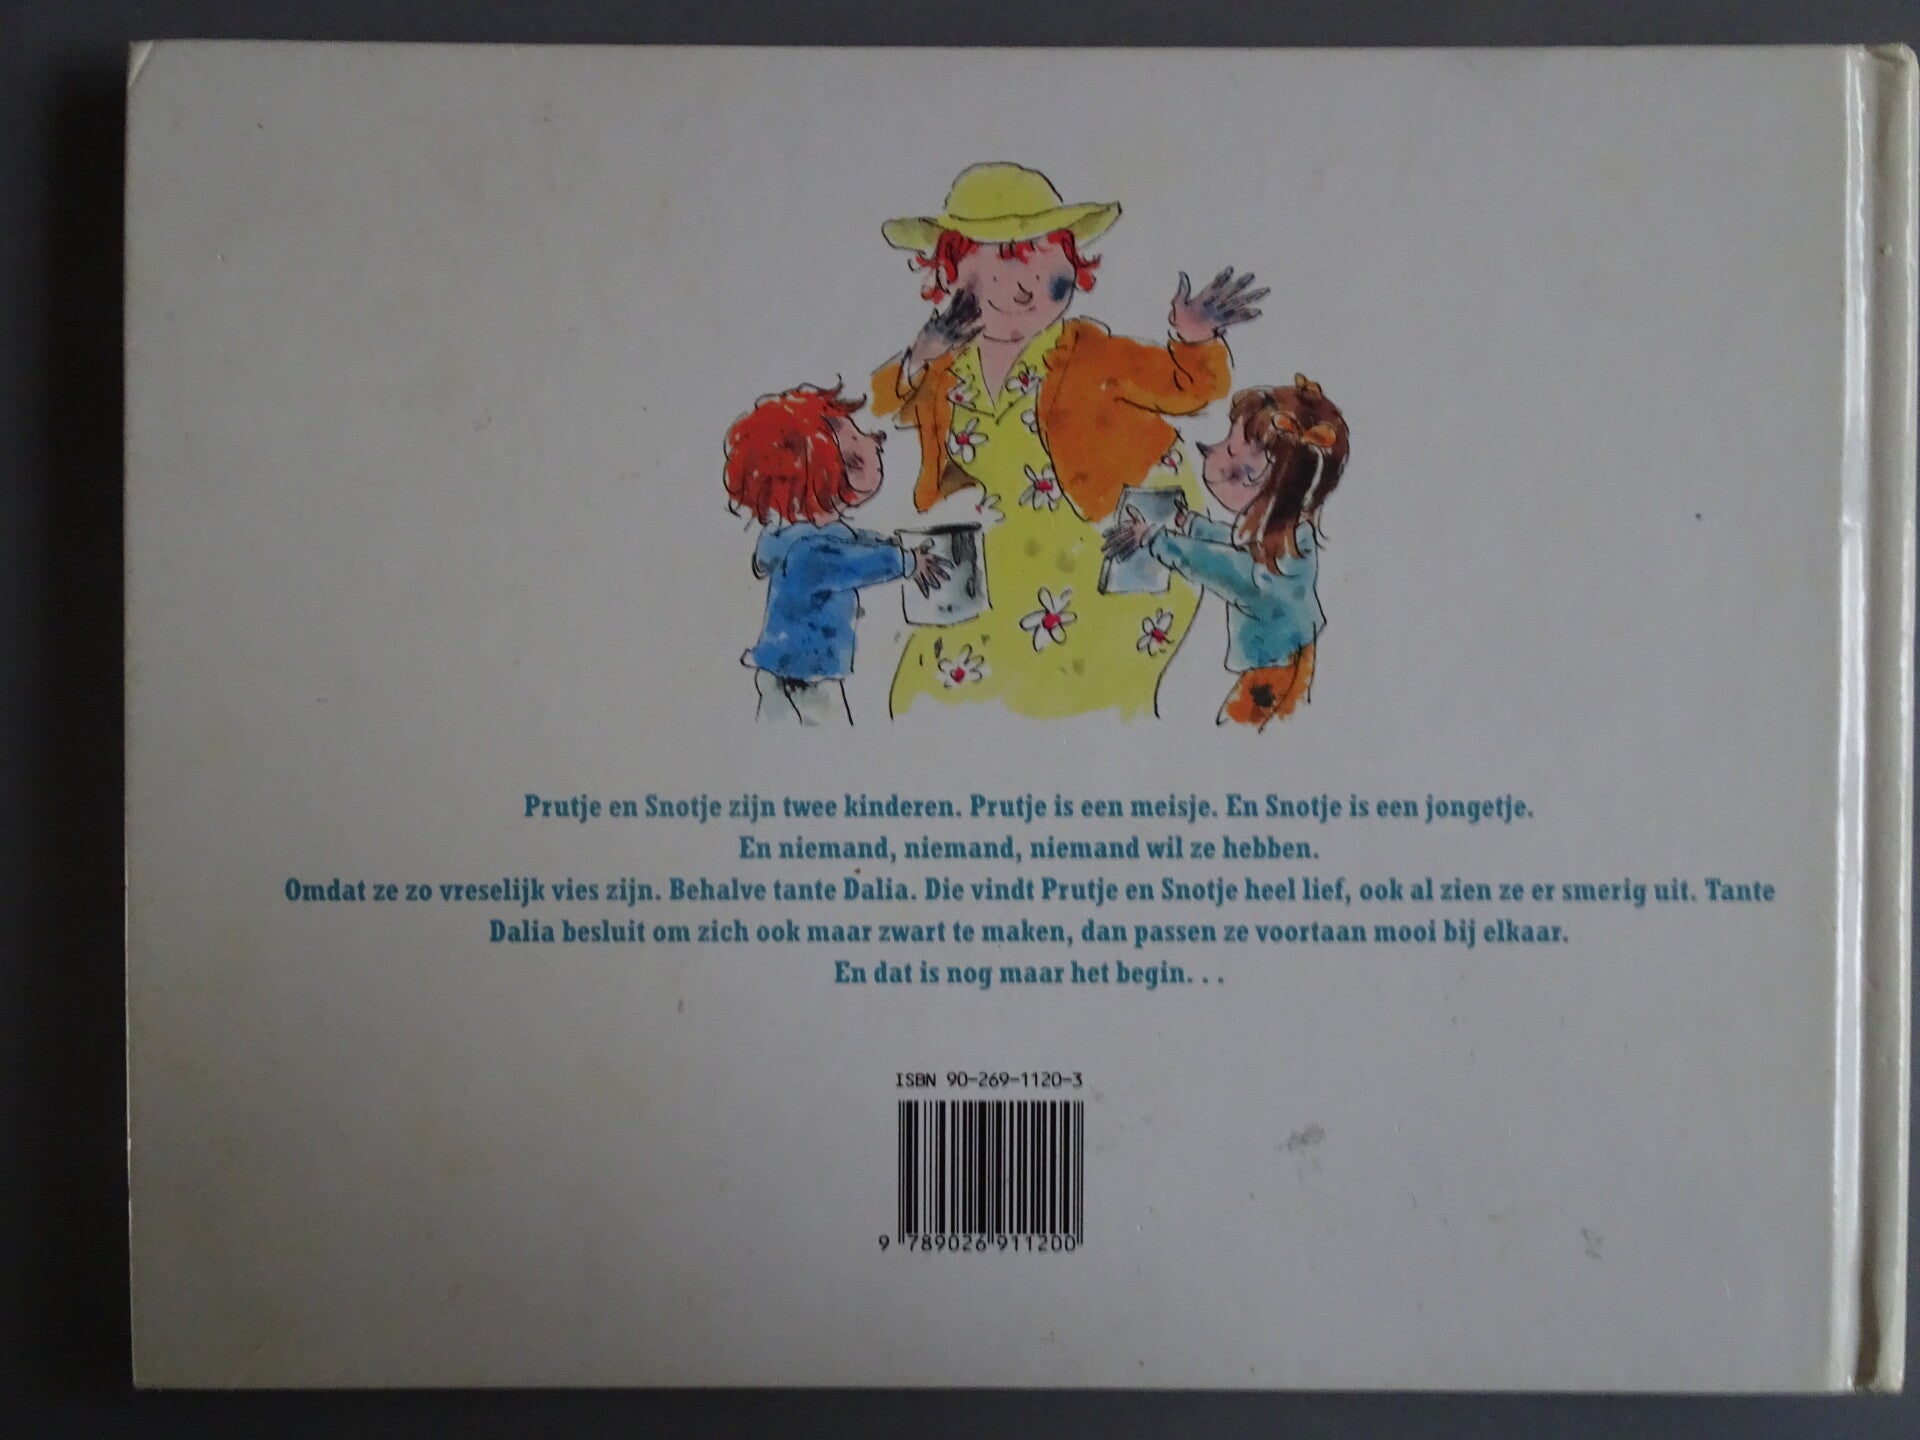 Prutje en Snotje zijn twee kinderen. Prutje is een meisje. En Snotje is een jongetje.
En niemand, niemand, niemand wil ze hebben.
Omdat ze zo vreselijk vies zijn. Behalve tante Dalia. Die vindt Prutje en Snotje heel lief, ook al zien ze er smerig uit. Tante
Dalia besluit om zich ook maar zwart te maken, dan passen ze voortaan mooi bij elkaar.
En dat is nog maar het begin. . .
ISBN 90-269-1120-3
9 789026 911200